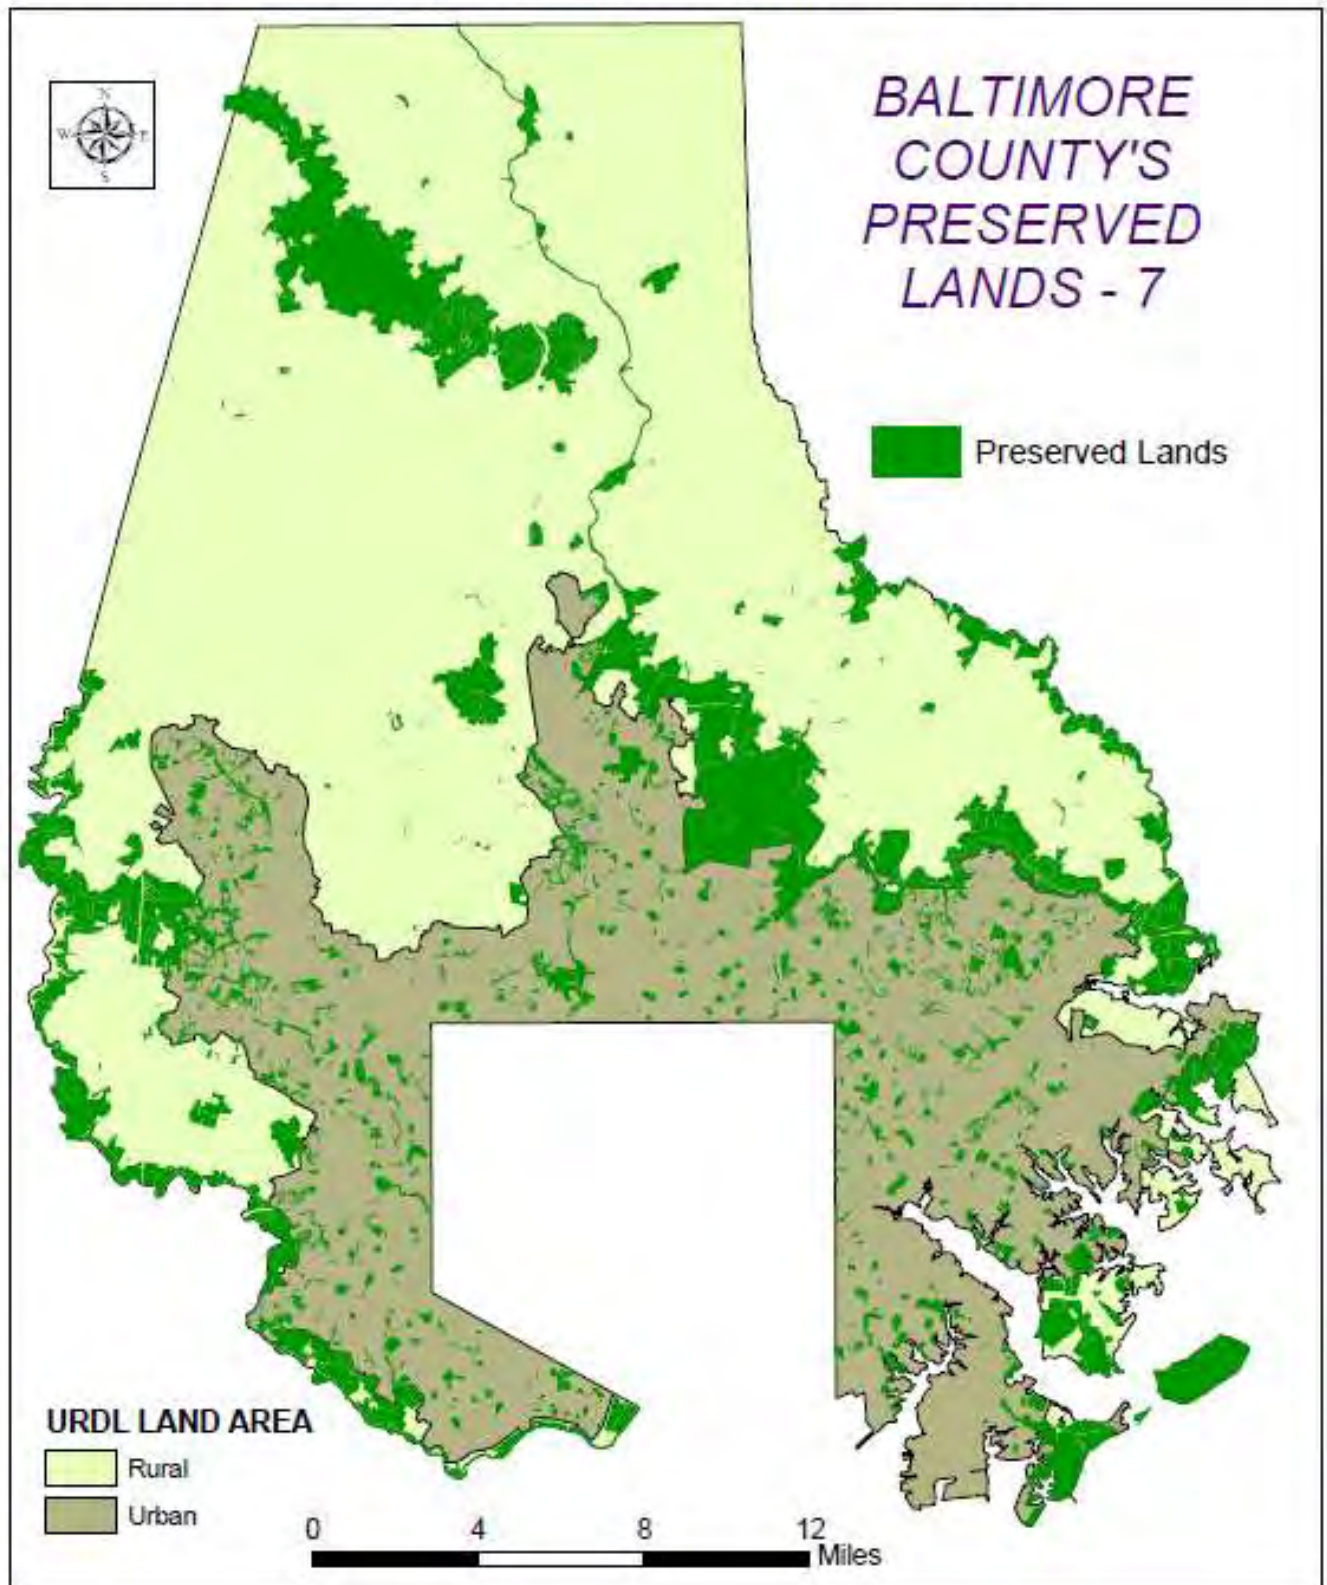 N
W E
S
BALTIMORE
COUNTY'S
PRESERVED
LANDS - 7
Preserved Lands
URDL LAND AREA
Rural
Urban
0 4 8 12
Miles